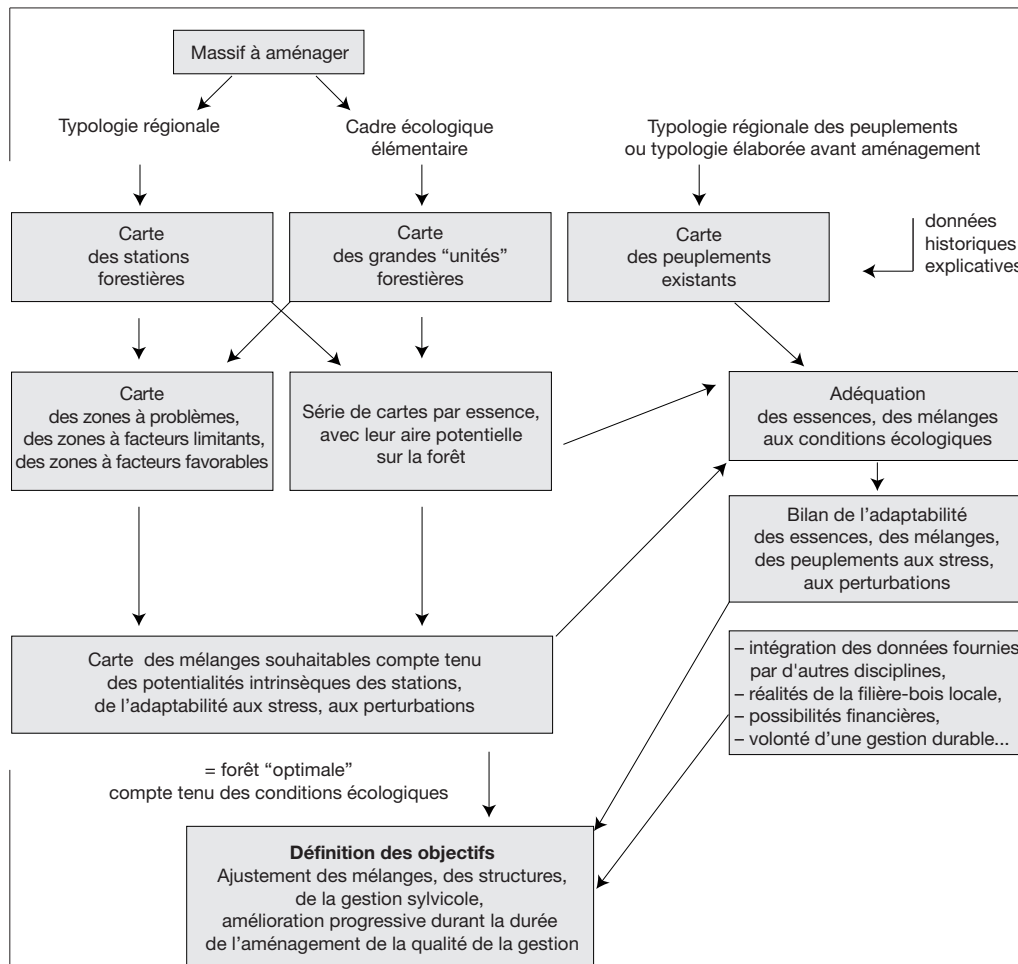 Massif à aménager
Typologie régionale
Cadre écologique
élémentaire
Typologie régionale des peuplements
ou typologie élaborée avant aménagement
Carte
des stations
forestières
Carte
des grandes “unités”
forestières
Carte
des peuplements
existants
données
historiques
explicatives
Carte
des zones à problèmes,
des zones à facteurs limitants,
des zones à facteurs favorables
Série de cartes par essence,
avec leur aire potentielle
sur la forêt
Adéquation
des essences, des mélanges
aux conditions écologiques
Bilan de l’adaptabilité
des essences, des mélanges,
des peuplements aux stress,
aux perturbations
Carte des mélanges souhaitables compte tenu
des potentialités intrinsèques des stations,
de l’adaptabilité aux stress, aux perturbations
– intégration des données fournies
par d'autres disciplines,
– réalités de la filière-bois locale,
– possibilités financières,
– volonté d’une gestion durable...
= forêt “optimale”
compte tenu des conditions écologiques
Définition des objectifs
Ajustement des mélanges, des structures,
de la gestion sylvicole,
amélioration progressive durant la durée
de l’aménagement de la qualité de la gestion